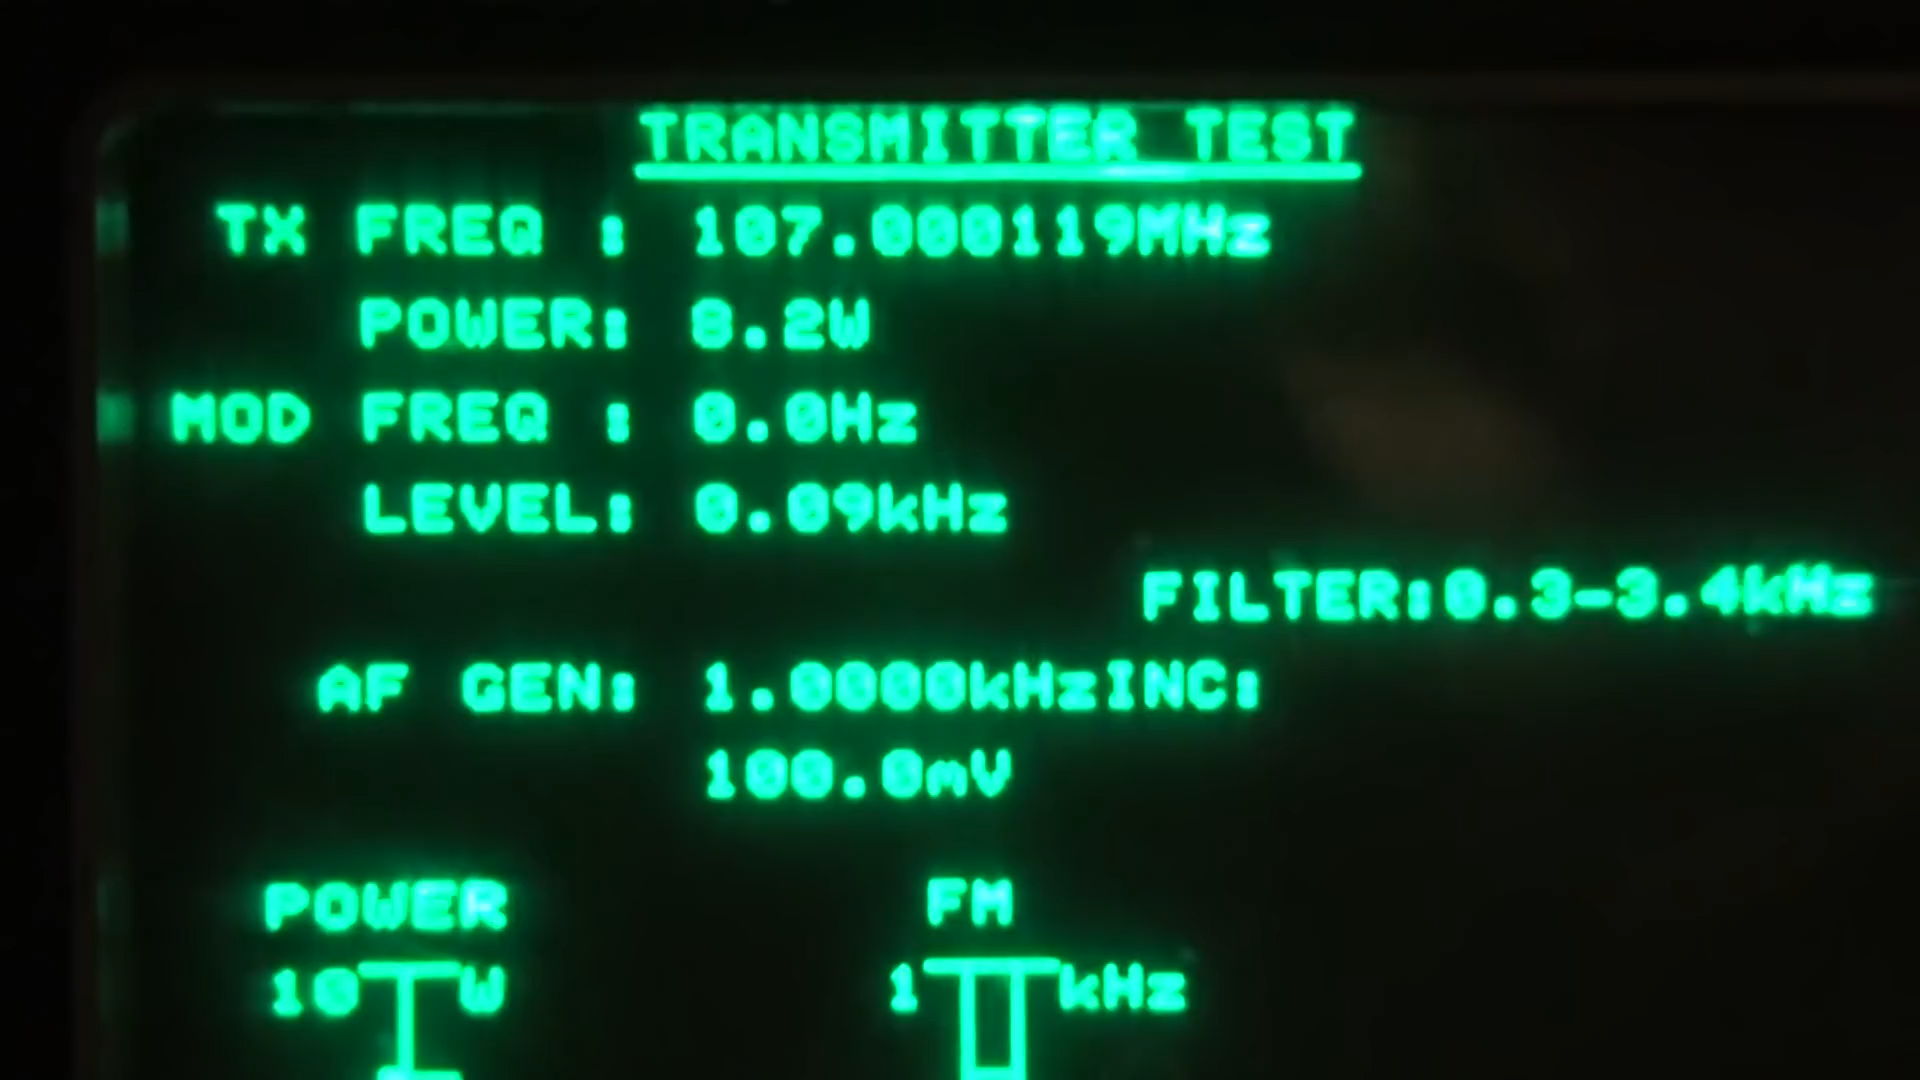 TRANSMITTER TEST
TX FREQ : 107.000119MHz
POWER: 8.2W
MOD FREQ : 0.0Hz
LEVEL: 0.09kHz
FILTER:0.3-3.4kHz
AF GEN: 1.0000kHzINC:
100.0mV
POWER FM
10 W 1 kHz